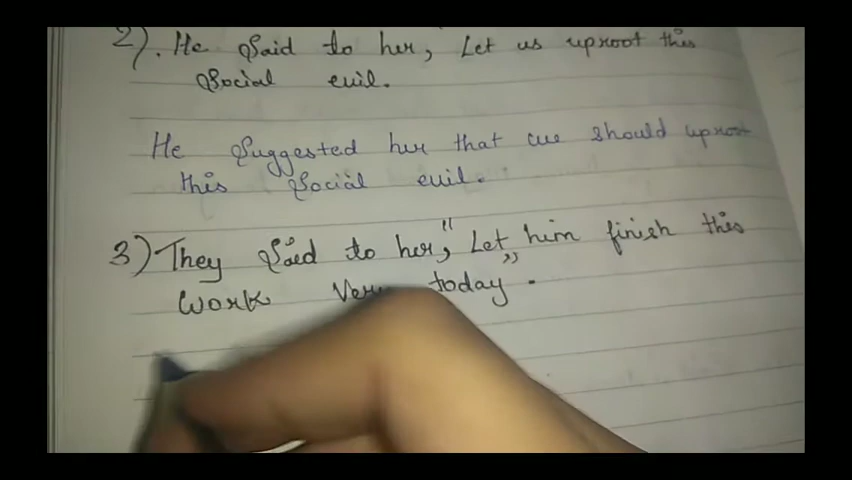 2). He said to her, Let us uproot this
social evil.
He suggested her that we should uproot
this social evil.
3) They said to her, "Let him finish this
work very today".